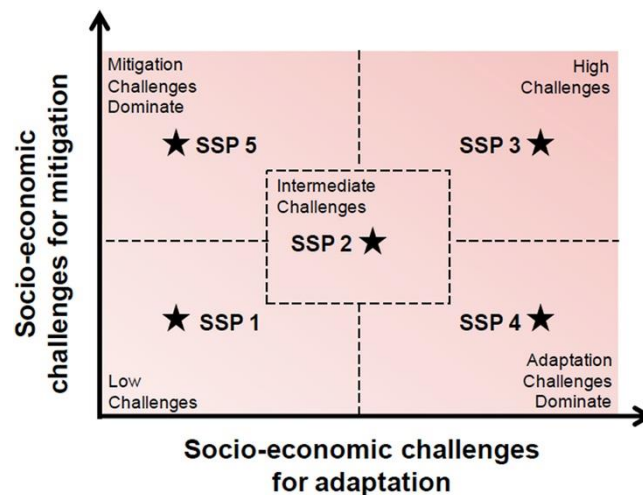 Socio-economic
challenges for mitigation
Mitigation
Challenges
Dominate
High
Challenges
SSP 5
SSP 3
Intermediate
Challenges
SSP 2
SSP 1
SSP 4
Low
Challenges
Adaptation
Challenges
Dominate
Socio-economic challenges
for adaptation